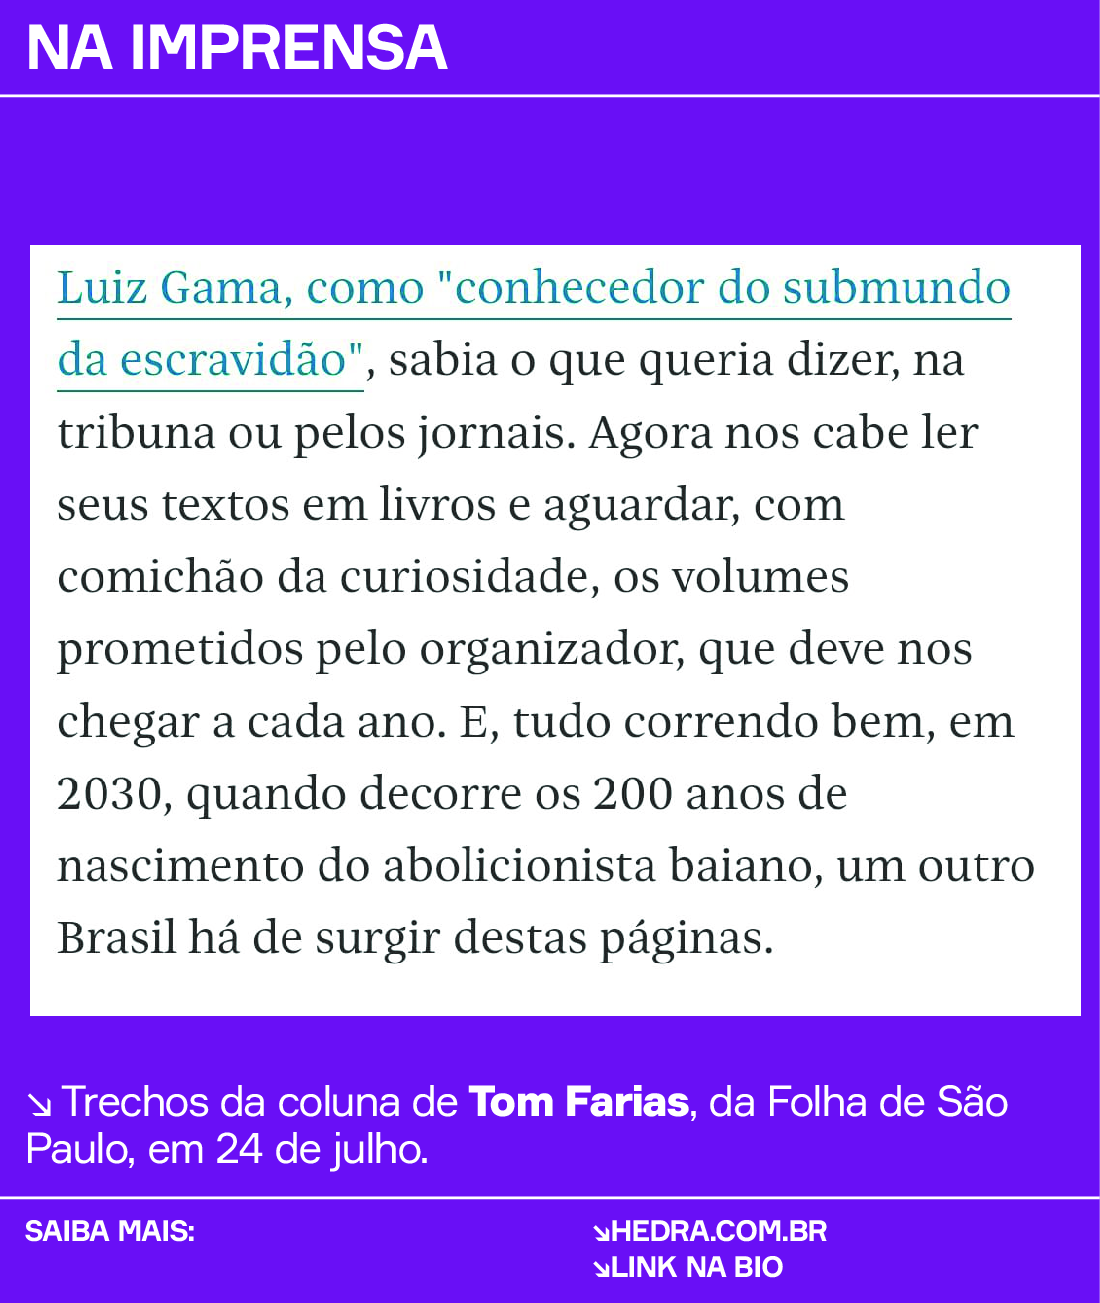 NA IMPRENSA
Luiz Gama, como "conhecedor do submundo
da escravidão", sabia o que queria dizer, na
tribuna ou pelos jornais. Agora nos cabe ler
seus textos em livros e aguardar, com
comichão da curiosidade, os volumes
prometidos pelo organizador, que deve nos
chegar a cada ano. E, tudo correndo bem, em
2030, quando decorre os 200 anos de
nascimento do abolicionista baiano, um outro
Brasil há de surgir destas páginas.
↘ Trechos da coluna de Tom Farias, da Folha de São
Paulo, em 24 de julho.
SAIBA MAIS:
↘HEDRA.COM.BR
↘LINK NA BIO